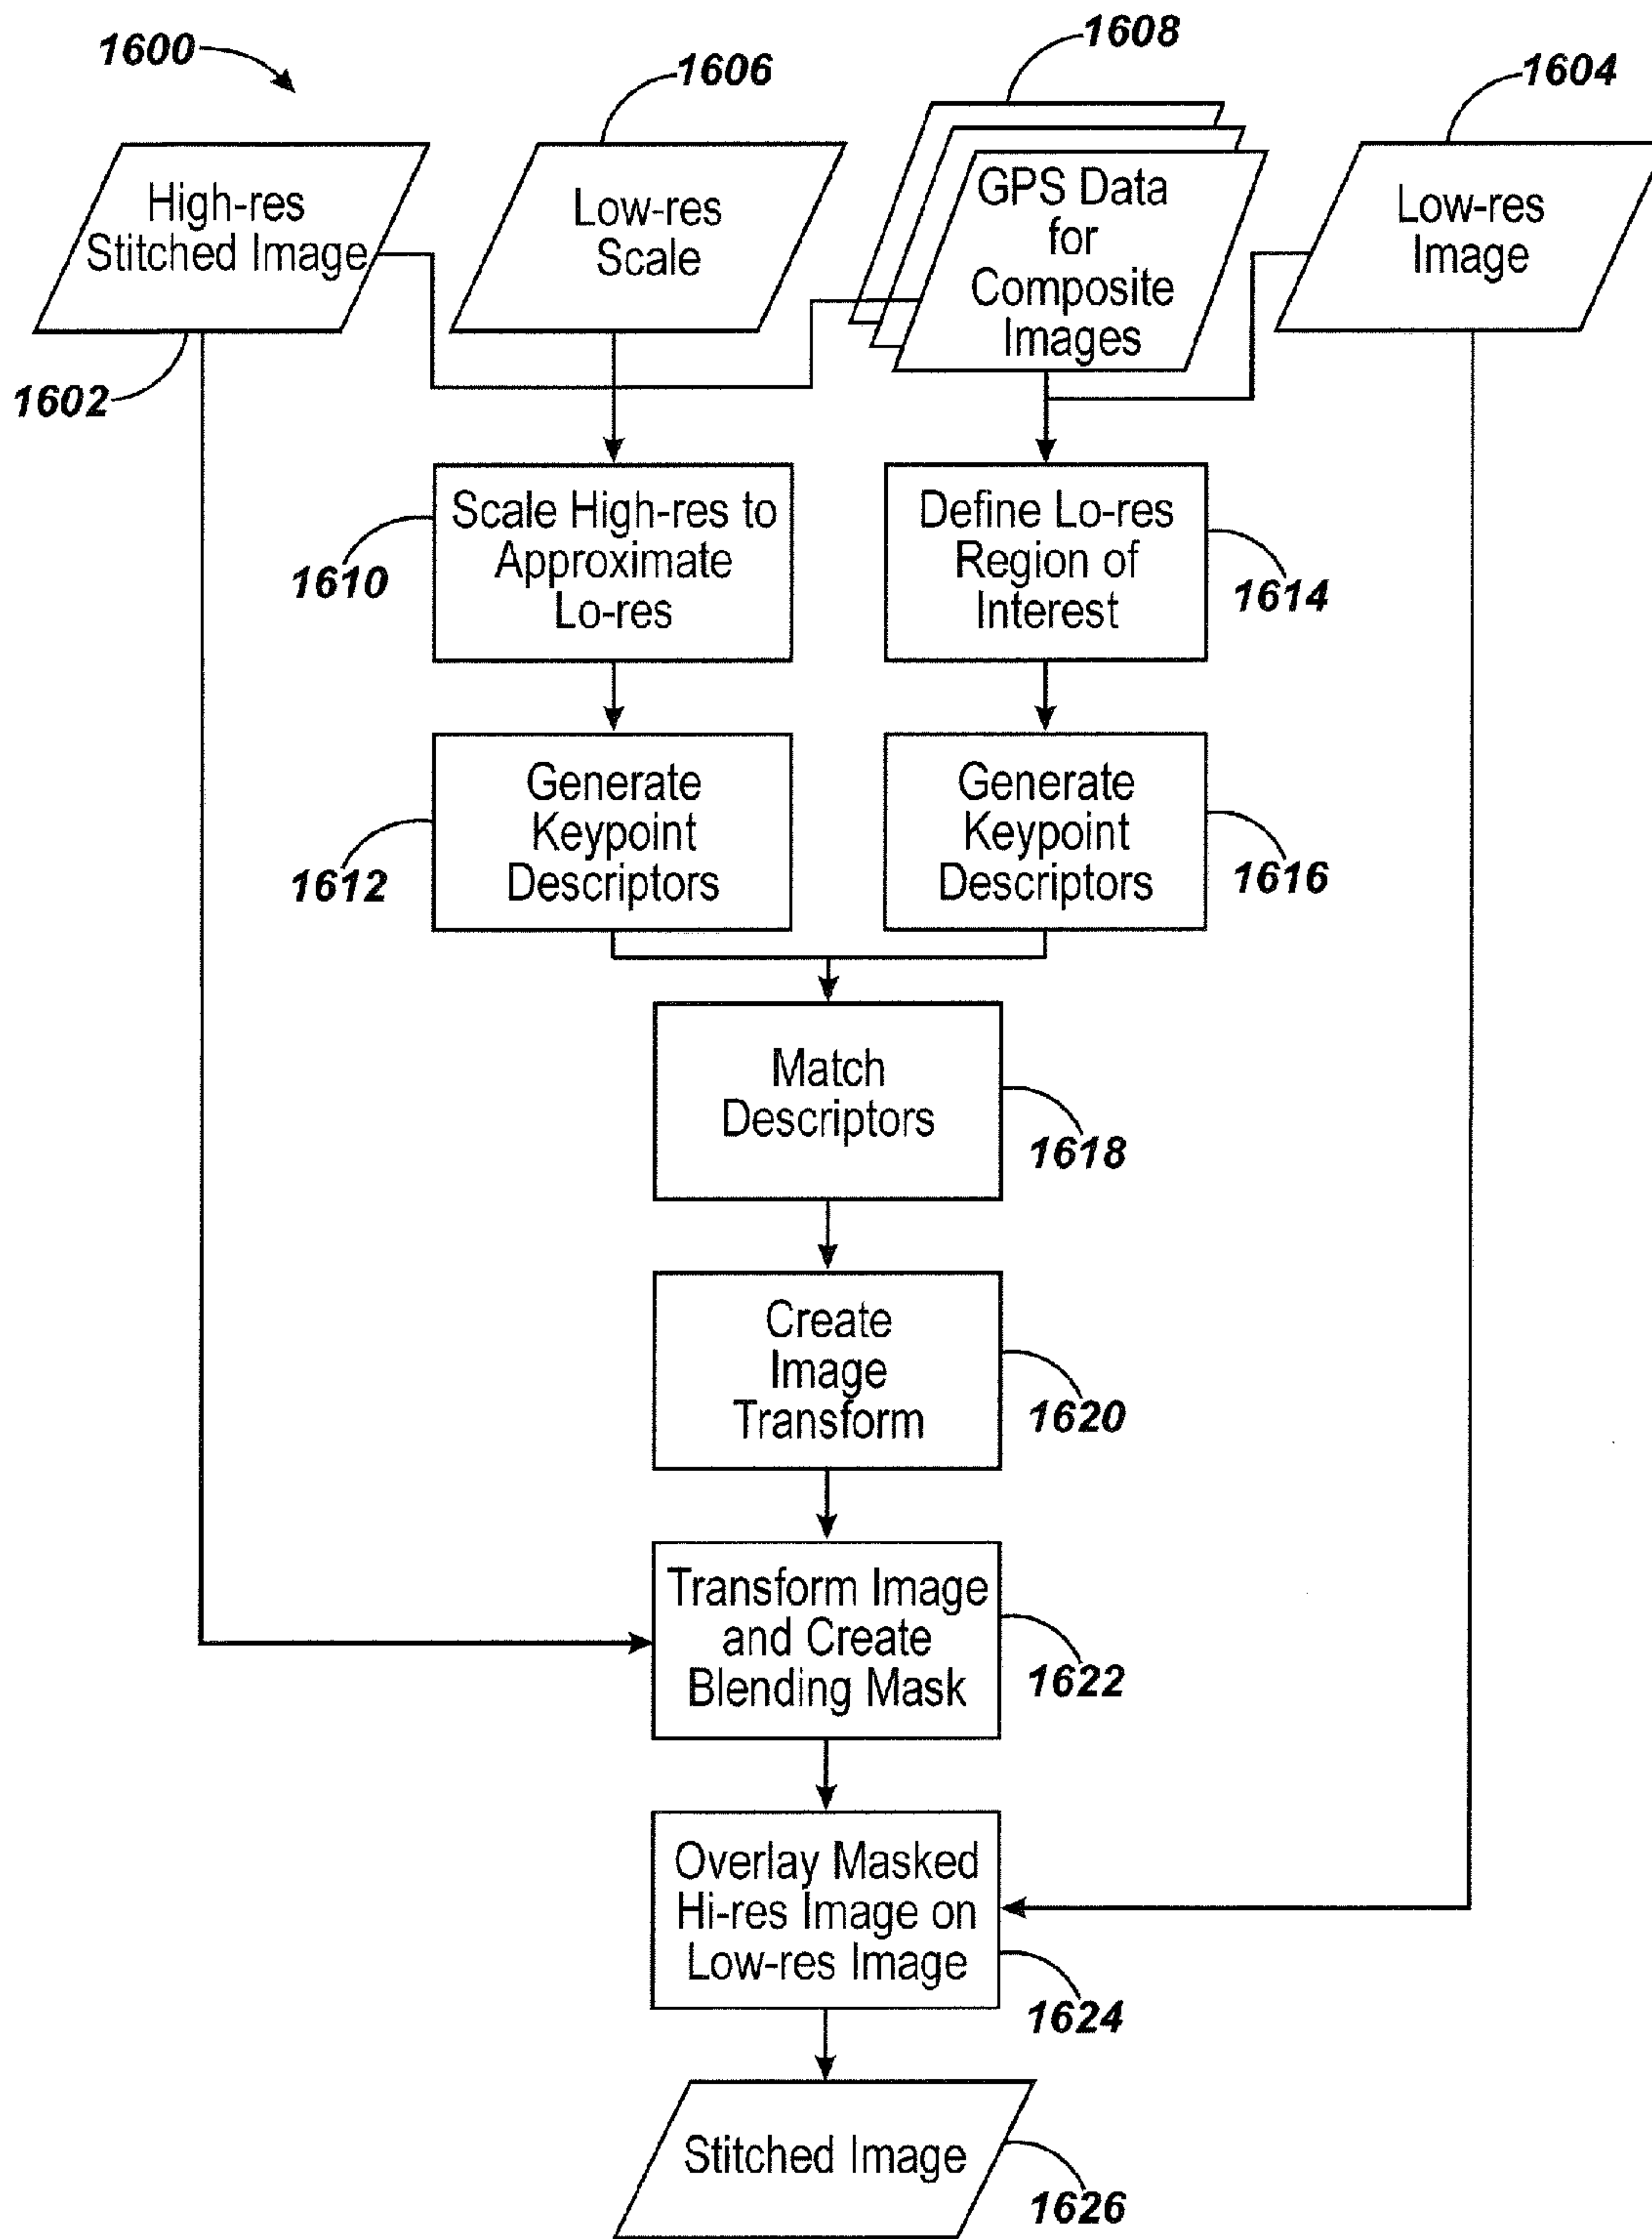 1600
1606
1608
1604
High-res
Stitched Image
Low-res
Scale
GPS Data
for
Composite
Images
Low-res
Image
1602
Scale High-res to
Approximate
Lo-res
1610
Define Lo-res
Region of
Interest
1614
Generate
Keypoint
Descriptors
1612
Generate
Keypoint
Descriptors
1616
Match
Descriptors
1618
Create
Image
Transform
1620
Transform Image
and Create
Blending Mask
1622
Overlay Masked
Hi-res Image on
Low-res Image
1624
Stitched Image
1626